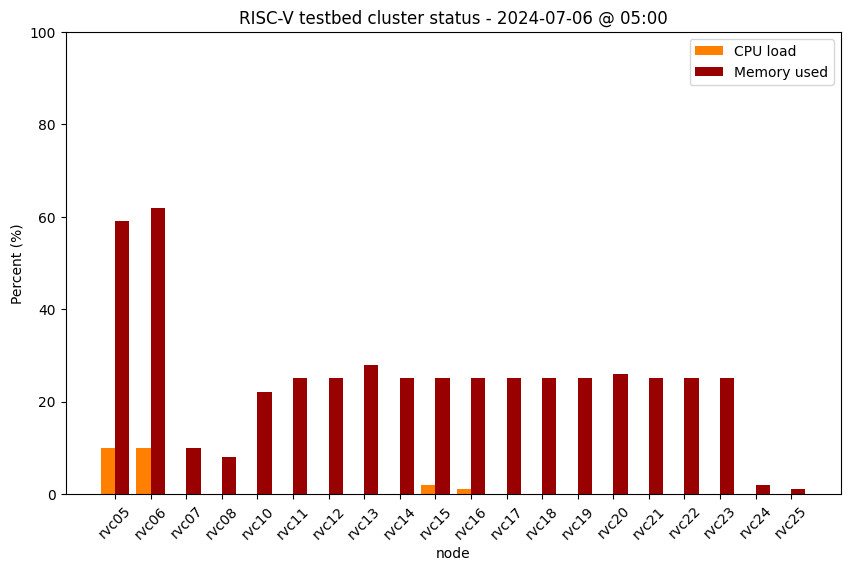 RISC-V testbed cluster status - 2024-07-06 @ 05:00
100
80
60
40
20
0
Percent (%)
CPU load
Memory used
rvc05
rvc06
rvc07
rvc08
rvc10
rvc11
rvc12
rvc13
rvc14
rvc15
rvc16
rvc17
rvc18
rvc19
rvc20
rvc21
rvc22
rvc23
rvc24
rvc25
node